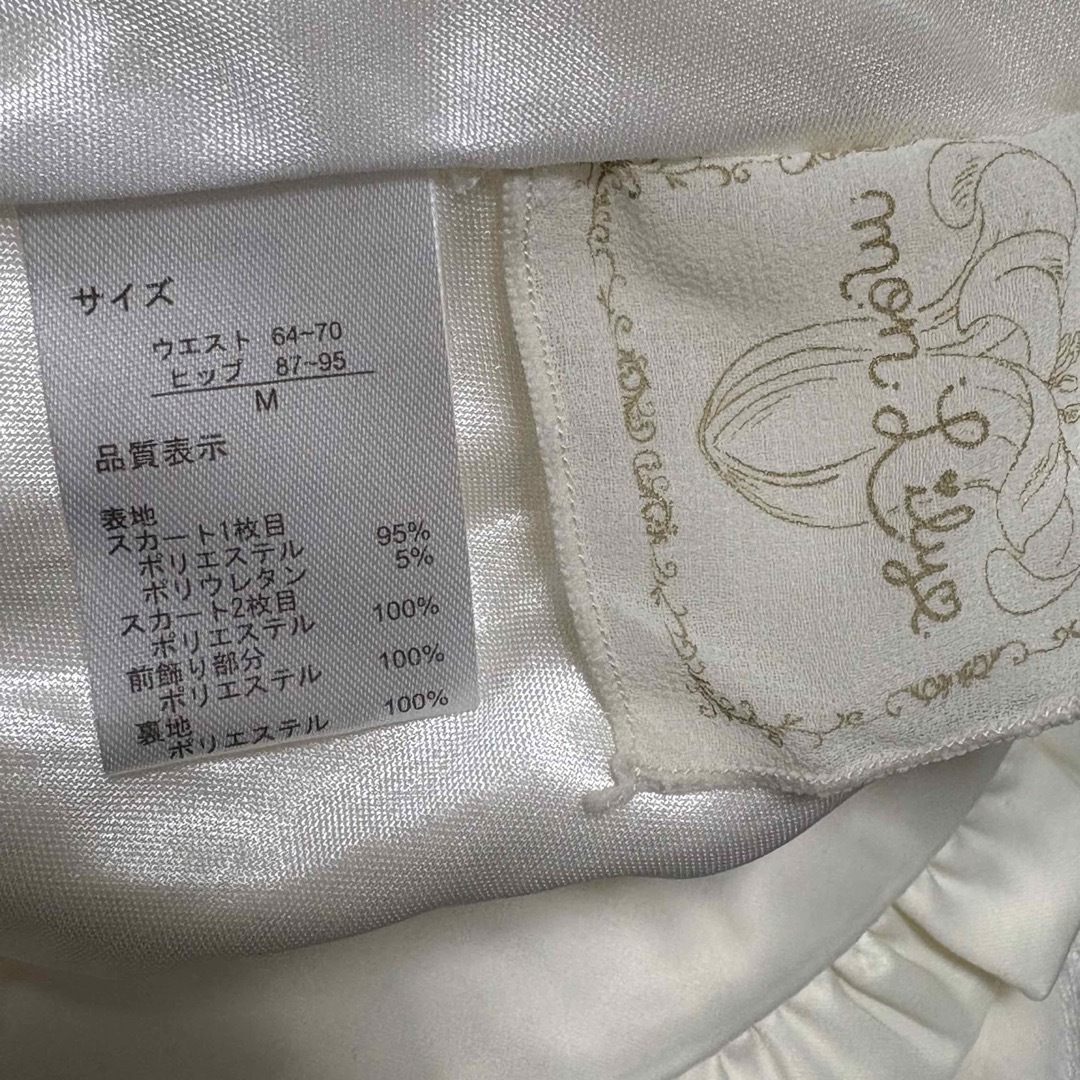 サイズ
ウエスト 64~70
ヒップ 87~95
M
品質表示
表地
スカート1枚目
ポリエステル 95%
ポリウレタン 5%
スカート2枚目
ポリエステル 100%
前飾り部分
ポリエステル 100%
裏地
ポリエステル 100%
mon. Lilye.